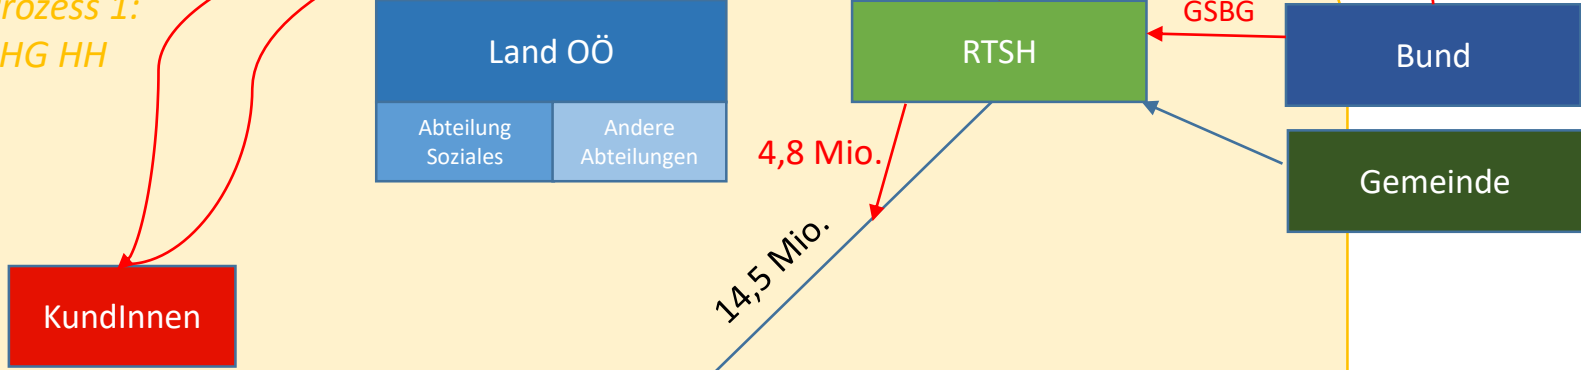 rozess 1:
HG HH
Land OÖ
Abteilung
Soziales
Andere
Abteilungen
RTSH
GSBG
Bund
Gemeinde
4,8 Mio.
14,5 Mio.
KundInnen